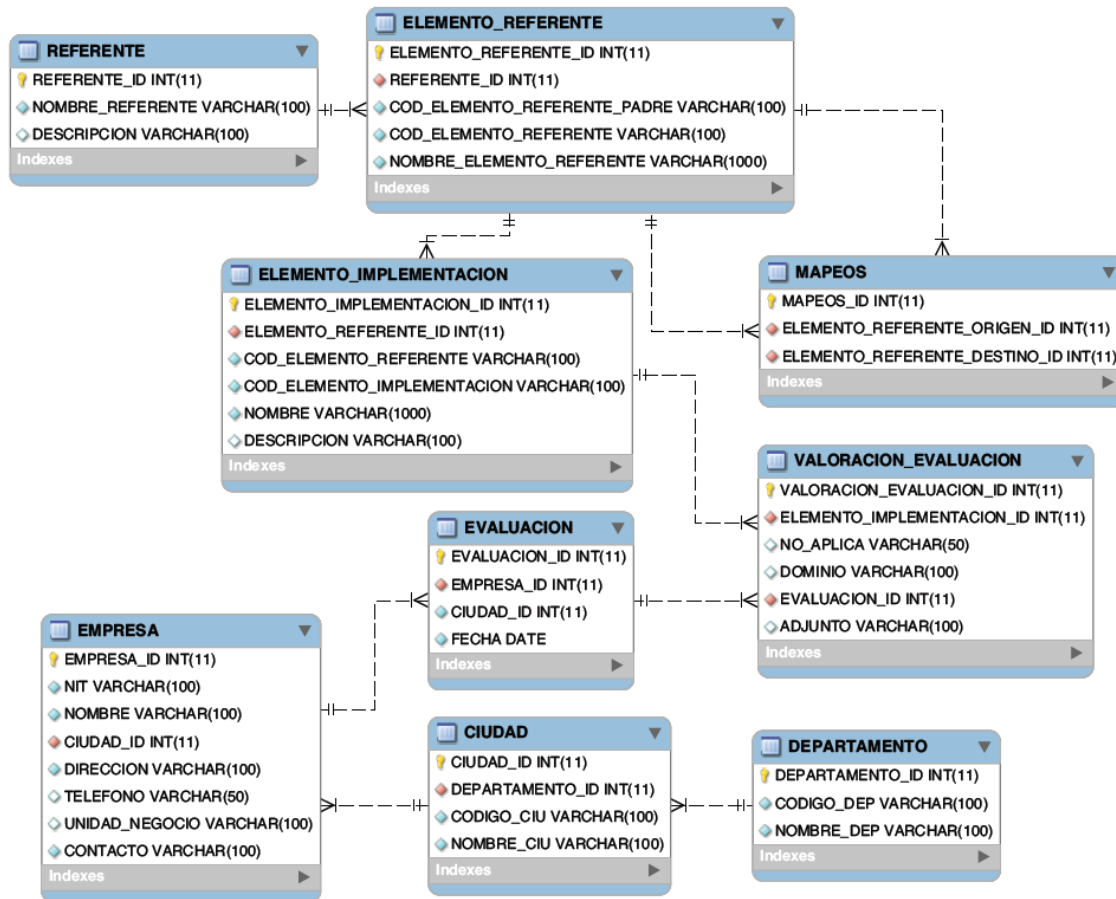 REFERENTE
REFERENTE_ID INT(11)
NOMBRE_REFERENTE VARCHAR(100)
DESCRIPCION VARCHAR(100)
Indexes
ELEMENTO_REFERENTE
ELEMENTO_REFERENTE_ID INT(11)
REFERENTE_ID INT(11)
COD_ELEMENTO_REFERENTE_PADRE VARCHAR(100)
COD_ELEMENTO_REFERENTE VARCHAR(100)
NOMBRE_ELEMENTO_REFERENTE VARCHAR(1000)
Indexes
ELEMENTO_IMPLEMENTACION
ELEMENTO_IMPLEMENTACION_ID INT(11)
ELEMENTO_REFERENTE_ID INT(11)
COD_ELEMENTO_REFERENTE VARCHAR(100)
COD_ELEMENTO_IMPLEMENTACION VARCHAR(100)
NOMBRE VARCHAR(1000)
DESCRIPCION VARCHAR(100)
Indexes
MAPEOS
MAPEOS_ID INT(11)
ELEMENTO_REFERENTE_ORIGEN_ID INT(11)
ELEMENTO_REFERENTE_DESTINO_ID INT(11)
Indexes
VALORACION_EVALUACION
VALORACION_EVALUACION_ID INT(11)
ELEMENTO_IMPLEMENTACION_ID INT(11)
NO_APLICA VARCHAR(50)
DOMINIO VARCHAR(100)
EVALUACION_ID INT(11)
ADJUNTO VARCHAR(100)
Indexes
EVALUACION
EVALUACION_ID INT(11)
EMPRESA_ID INT(11)
CIUDAD_ID INT(11)
FECHA DATE
Indexes
EMPRESA
EMPRESA_ID INT(11)
NIT VARCHAR(100)
NOMBRE VARCHAR(100)
CIUDAD_ID INT(11)
DIRECCION VARCHAR(100)
TELEFONO VARCHAR(50)
UNIDAD_NEGOCIO VARCHAR(100)
CONTACTO VARCHAR(100)
Indexes
CIUDAD
CIUDAD_ID INT(11)
DEPARTAMENTO_ID INT(11)
CODIGO_CIU VARCHAR(100)
NOMBRE_CIU VARCHAR(100)
Indexes
DEPARTAMENTO
DEPARTAMENTO_ID INT(11)
CODIGO_DEP VARCHAR(100)
NOMBRE_DEP VARCHAR(100)
Indexes